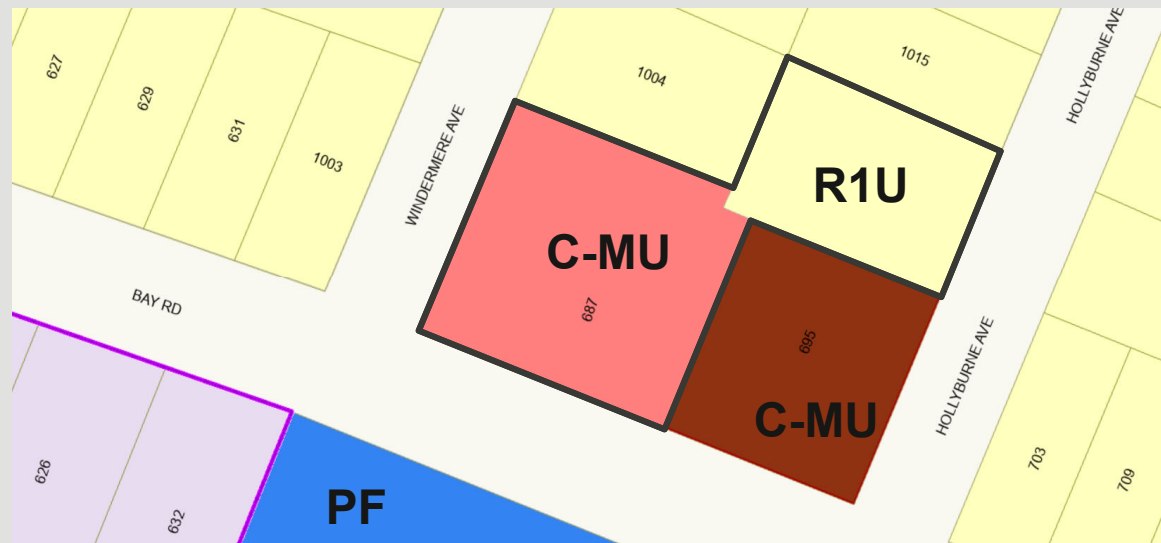 627
629
631
1003
WINDERMERE AVE
1004
1015
HOLLYBURNE AVE
R1U
C-MU
687
695
C-MU
HOLLYBURNE AVE
BAY RD
626
632
PF
703
709